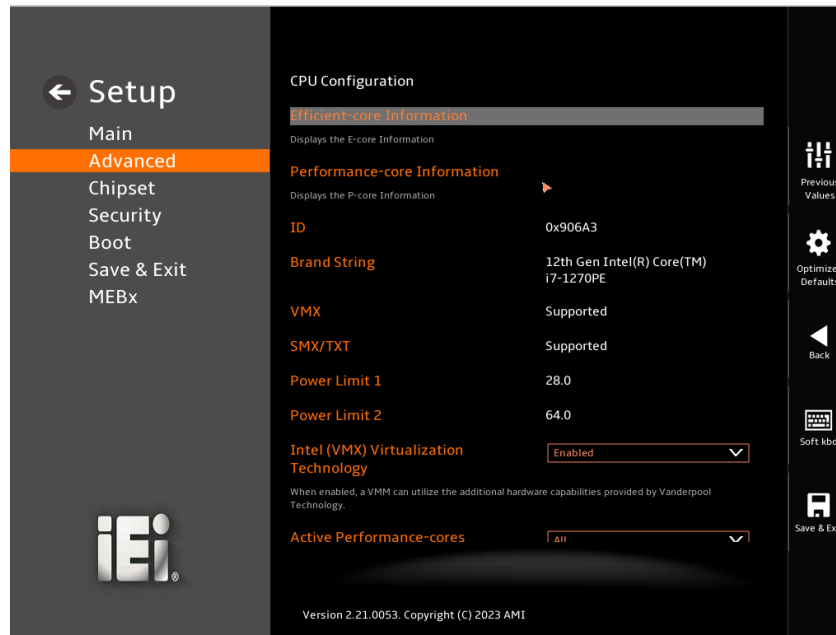 Setup
Main
Advanced
Chipset
Security
Boot
Save & Exit
MEBx
iEi
®
CPU Configuration
Efficient-core Information
Displays the E-core Information
Performance-core Information
Displays the P-core Information
ID 0x906A3
Brand String 12th Gen Intel(R) Core(TM)
i7-1270PE
VMX Supported
SMX/TXT Supported
Power Limit 1 28.0
Power Limit 2 64.0
Intel (VMX) Virtualization Enabled
Technology
When enabled, a VMM can utilize the additional hardware capabilities provided by Vanderpool
Technology.
Active Performance-cores All
Version 2.21.0053. Copyright (C) 2023 AMI
Previous
Values
Optimize
Defaults
Back
Soft kbd
Save & Ex